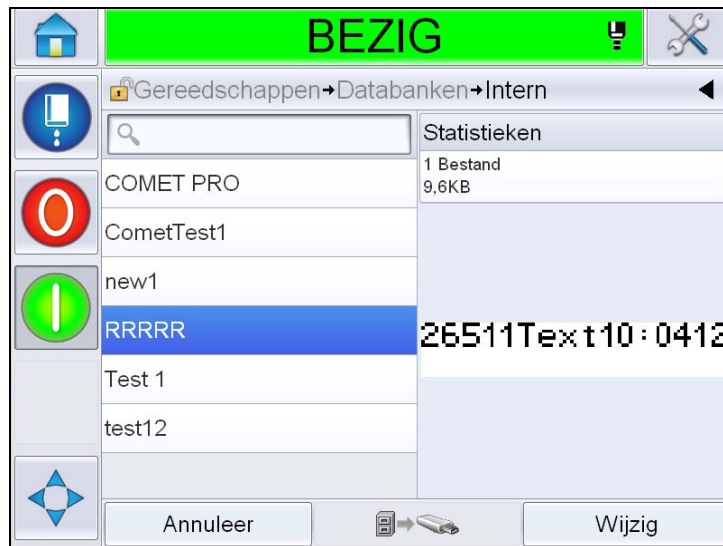 BEZIG
Gereedschappen→Databanken→Intern
COMET PRO
CometTest1
new1
RRRRR
Test 1
test12
Statistieken
1 Bestand
9,6KB
26511Text10:0412
Annuleer
Wijzig